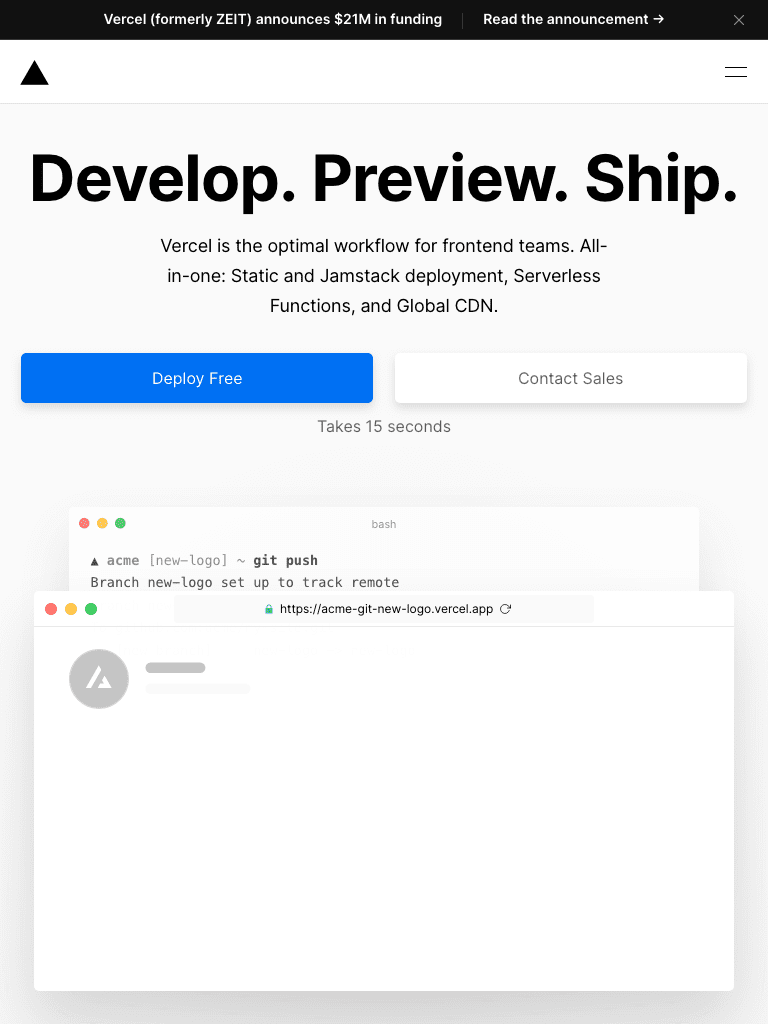 Vercel (formerly ZEIT) announces $21M in funding
Read the announcement →
Develop. Preview. Ship.
Vercel is the optimal workflow for frontend teams. All-
in-one: Static and Jamstack deployment, Serverless
Functions, and Global CDN.
Deploy Free
Contact Sales
Takes 15 seconds
bash
▲ acme [new-logo] ~ git push
Branch new-logo set up to track remote
https://acme-git-new-logo.vercel.app